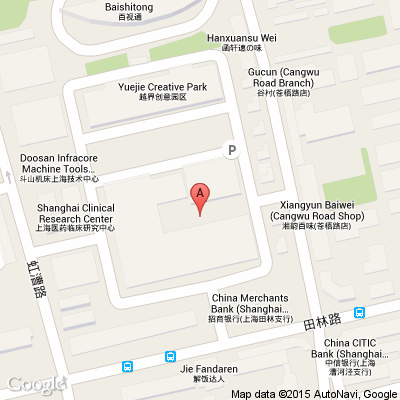 Baishitong
百视通
Hanxuansu Wei
函轩速の味
Gucun (Cangwu
Road Branch)
谷村(苍梧路店)
Yuejie Creative Park
越界创意园区
P
Doosan Infracore
Machine Tools...
斗山机床上海技术中心
A
Shanghai Clinical
Research Center
上海医药临床研究中心
Xiangyun Baiwei
(Cangwu Road Shop)
湘韵百味(苍梧路店)
虹漕路
China Merchants
Bank (Shanghai...
招商银行(上海田林支行)
田林路
China CITIC
Bank (Shanghai...
中信银行(上海
漕河泾支行)
Jie Fandaren
解饭达人
Google
Map data ©2015 AutoNavi, Google